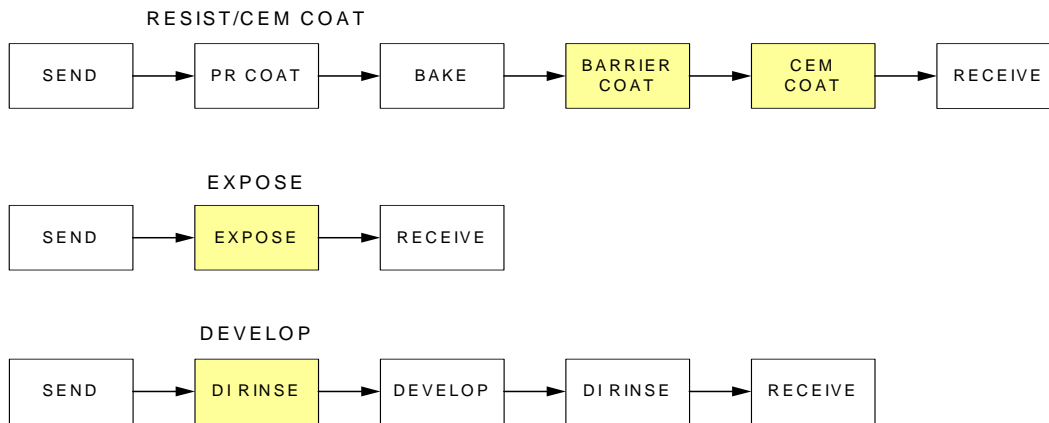 RESIST/CEM COAT
SEND
PR COAT
BAKE
BARRIER
COAT
CEM
COAT
RECEIVE
EXPOSE
SEND
EXPOSE
RECEIVE
DEVELOP
SEND
DI RINSE
DEVELOP
DI RINSE
RECEIVE